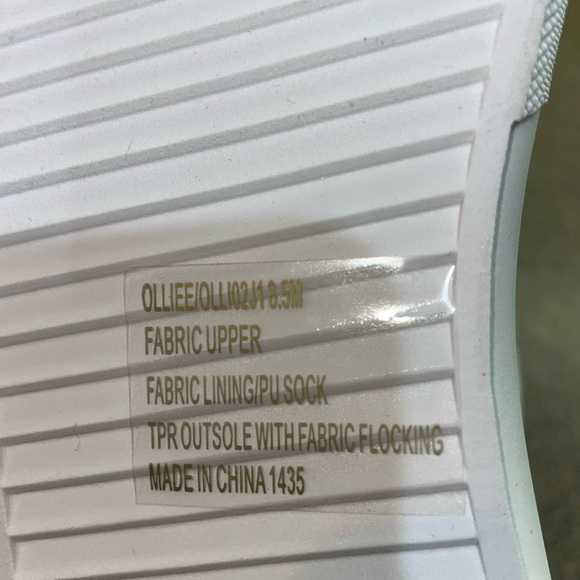 OLLIEE/OLLI02J1 8.5M
FABRIC UPPER
FABRIC LINING/PU SOCK
TPR OUTSOLE WITH FABRIC FLOCKING
MADE IN CHINA 1435